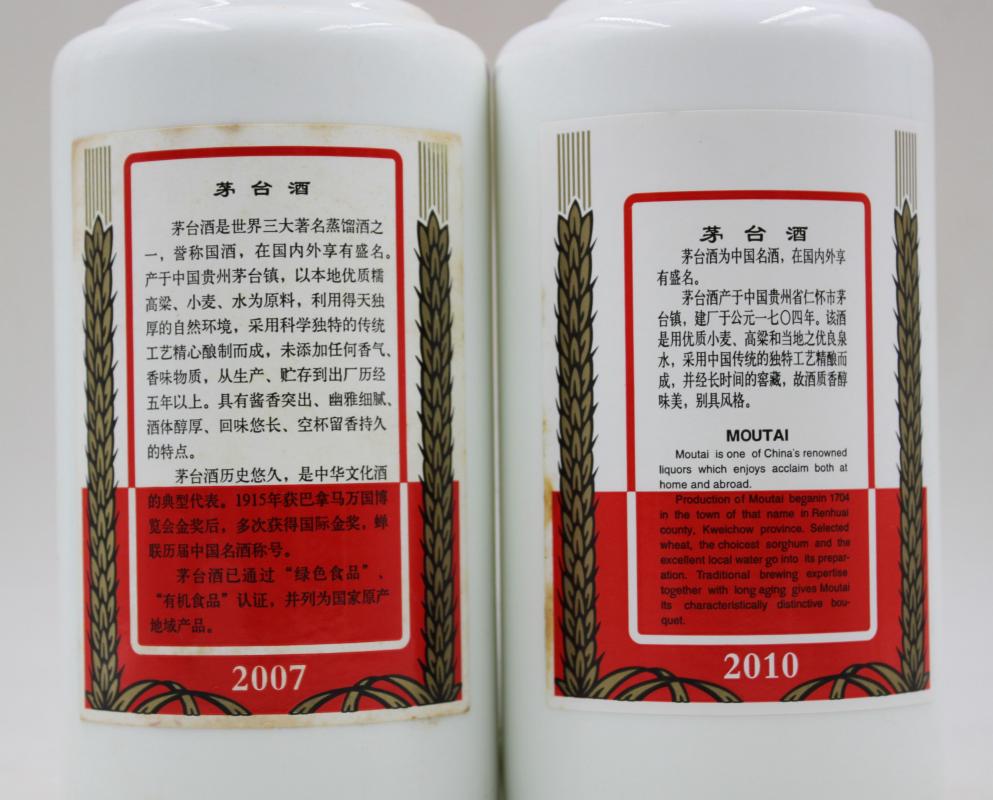 茅台酒
茅台酒是世界三大著名蒸馏酒之
一，誉称国酒，在国内外享有盛名。
产于中国贵州茅台镇，以本地优质糯
高粱、小麦、水为原料，利用得天独
厚的自然环境，采用科学独特的传统
工艺精心酿制而成，未添加任何香气、
香味物质，从生产、贮存到出厂历经
五年以上。具有酱香突出、幽雅细腻、
酒体醇厚、回味悠长、空杯留香持久
的特点。
茅台酒历史悠久，是中华文化酒
的典型代表。1915年获巴拿马万国博
览会金奖后，多次获得国际金奖，蝉
联历届中国名酒称号。
茅台酒已通过“绿色食品”、
“有机食品”认证，并列为国家原产
地域产品。
2007
茅台酒
茅台酒为中国名酒，在国内外享
有盛名。
茅台酒产于中国贵州省仁怀市茅
台镇，建厂于公元一七〇四年。该酒
是用优质小麦、高粱和当地之优良泉
水，采用中国传统的独特工艺精酿而
成，并经长时间的窖藏，故酒质香醇
味美，别具风格。
MOUTAI
Moutai is one of China's renowned
liquors which enjoys acclaim both at
home and abroad.
Production of Moutai beganin 1704
in the town of that name in Renhuai
county, Kweichow province. Selected
wheat, the choicest sorghum and the
excellent local water go into its prepar-
ation. Traditional brewing expertise
together with long aging gives Moutai
its characteristically distinctive bou-
quet.
2010